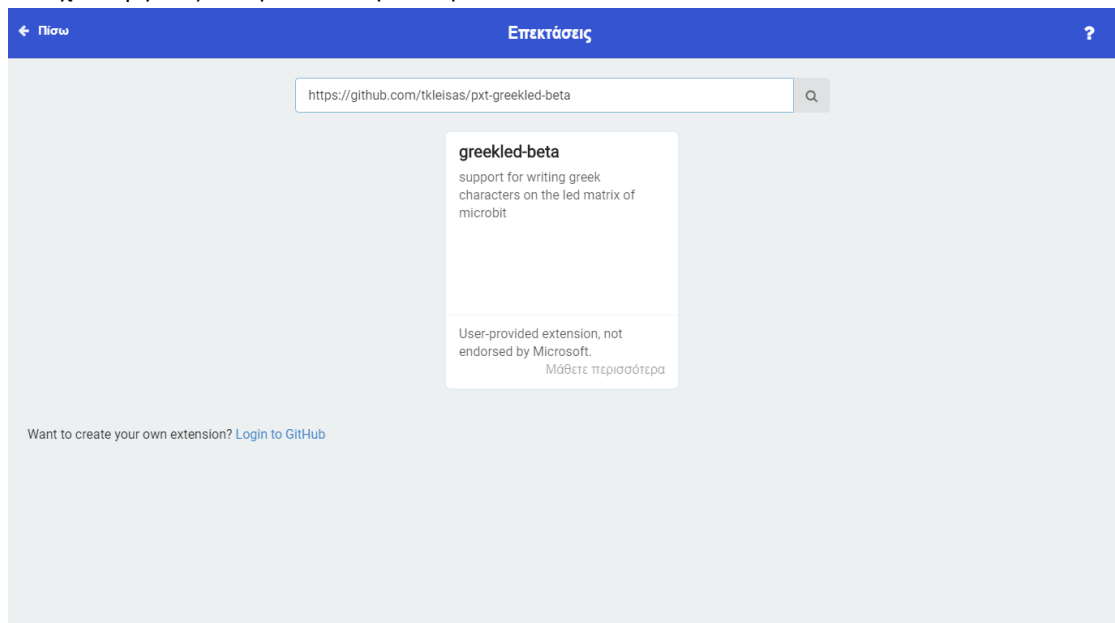 Πίσω
Επεκτάσεις
?
https://github.com/tkleisas/pxt-greekled-beta
greekled-beta
support for writing greek
characters on the led matrix of
microbit
User-provided extension, not
endorsed by Microsoft.
Μάθετε περισσότερα
Want to create your own extension? Login to GitHub